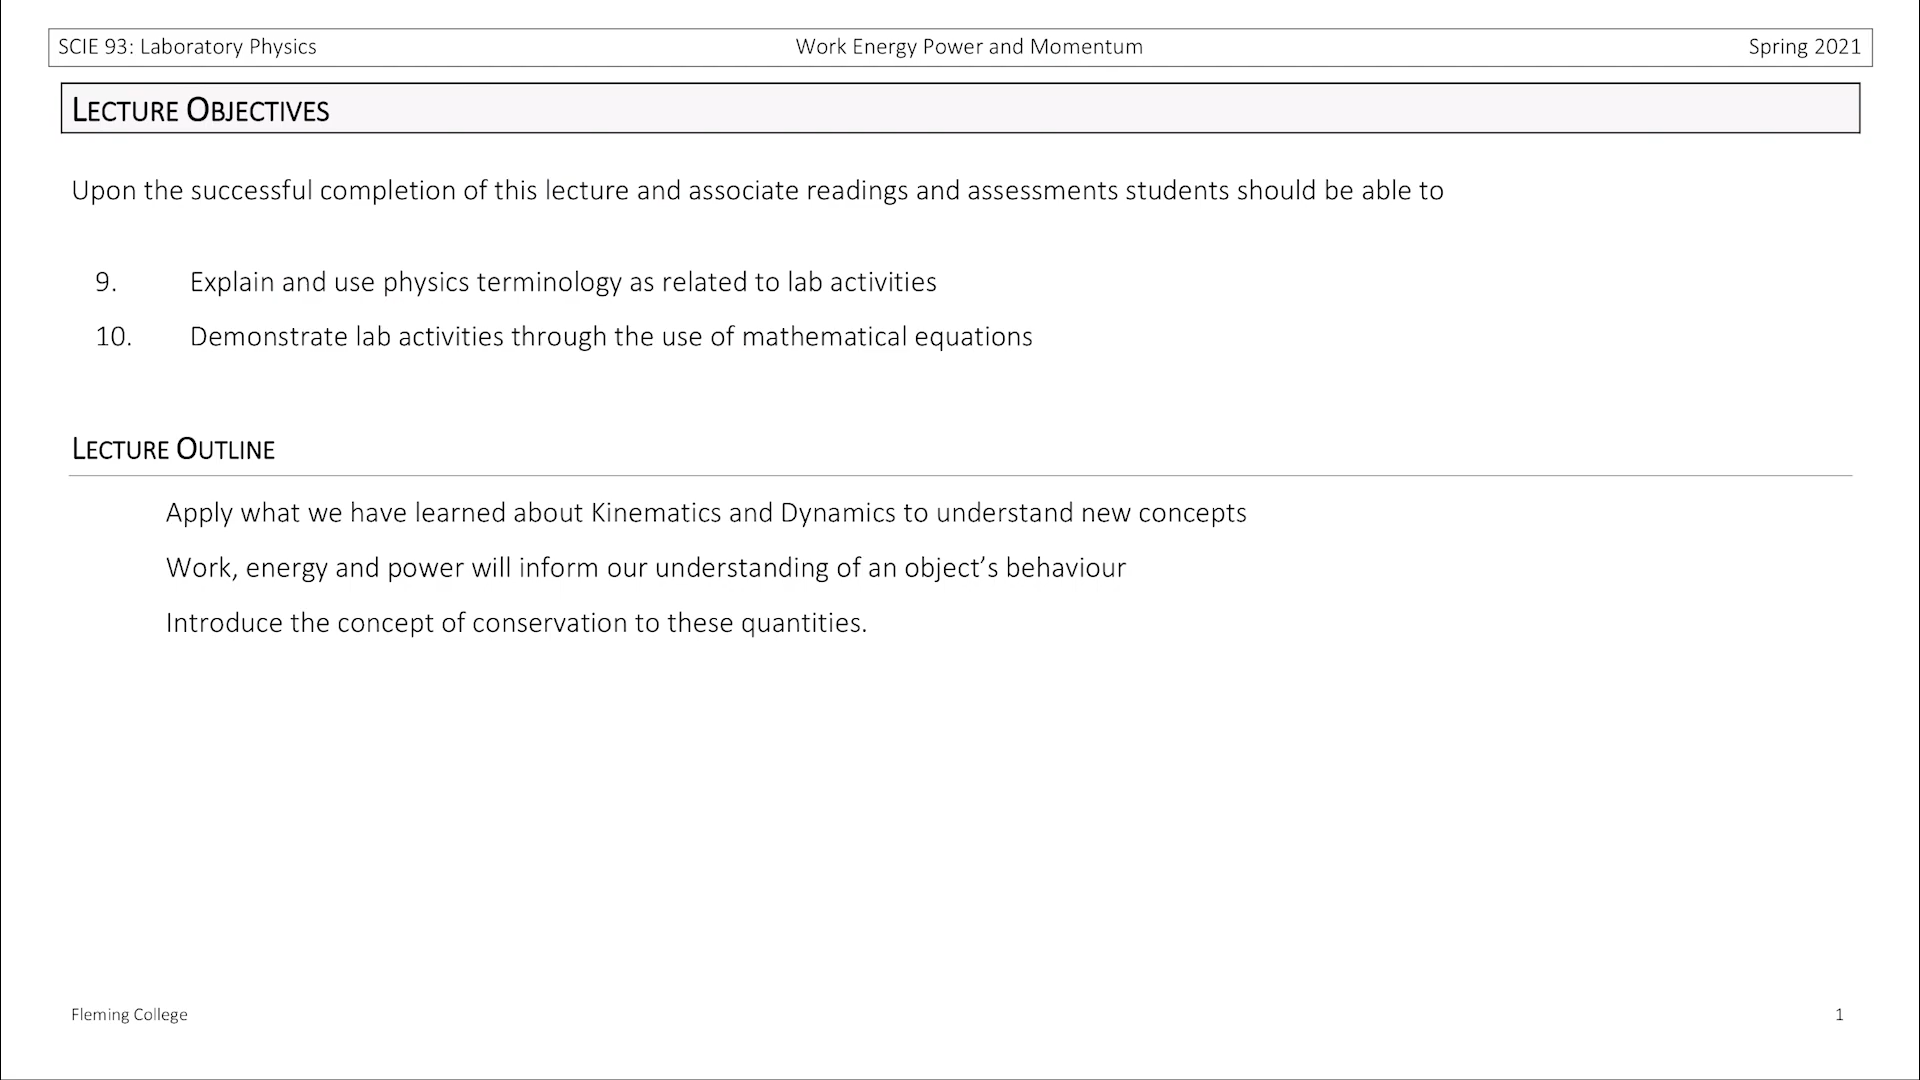 SCIE 93: Laboratory Physics Work Energy Power and Momentum Spring 2021
LECTURE OBJECTIVES
Upon the successful completion of this lecture and associate readings and assessments students should be able to
9. Explain and use physics terminology as related to lab activities
10. Demonstrate lab activities through the use of mathematical equations
LECTURE OUTLINE
Apply what we have learned about Kinematics and Dynamics to understand new concepts
Work, energy and power will inform our understanding of an object’s behaviour
Introduce the concept of conservation to these quantities.
Fleming College 1